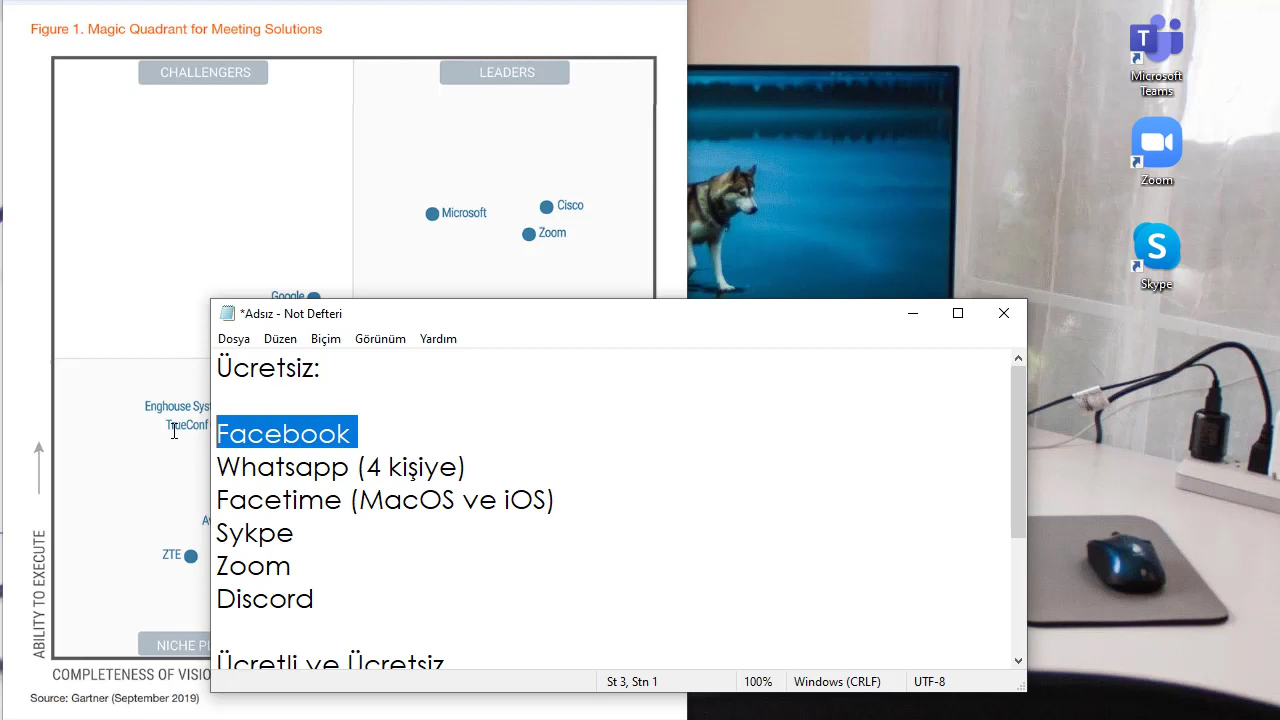 Figure 1. Magic Quadrant for Meeting Solutions
CHALLENGERS
LEADERS
Cisco
Microsoft
Zoom
Google
Enghouse
TrueConf
ZTE
ABILITY TO EXECUTE
COMPLETENESS OF
Source: Gartner (September 2019)
*Adsız - Not Defteri
Dosya Düzen Biçim Görünüm Yardım
Ücretsiz:
Facebook
Whatsapp (4 kişiye)
Facetime (MacOS ve iOS)
Sykpe
Zoom
Discord
Ücretli ve Ücretsiz
St 3, Stn 1 100% Windows (CRLF) UTF-8
T
Microsoft
Teams
Zoom
S
Skype